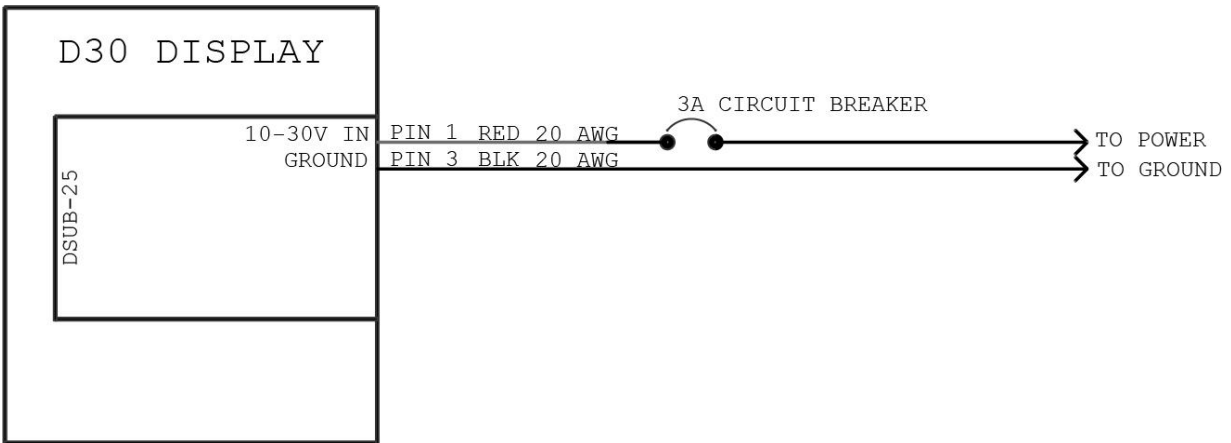 D30 DISPLAY
3A CIRCUIT BREAKER
10-30V IN PIN 1 RED 20 AWG
TO POWER
GROUND PIN 3 BLK 20 AWG
TO GROUND
DSUB-25